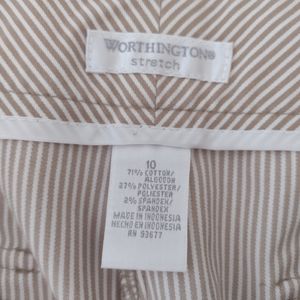 WORTHINGTON®
stretch
10
71% COTTON/
ALGODON
27% POLYESTER/
POLIESTER
2% SPANDEX/
SPANDEX
MADE IN INDONESIA
HECHO EN INDONESIA
RN 93677